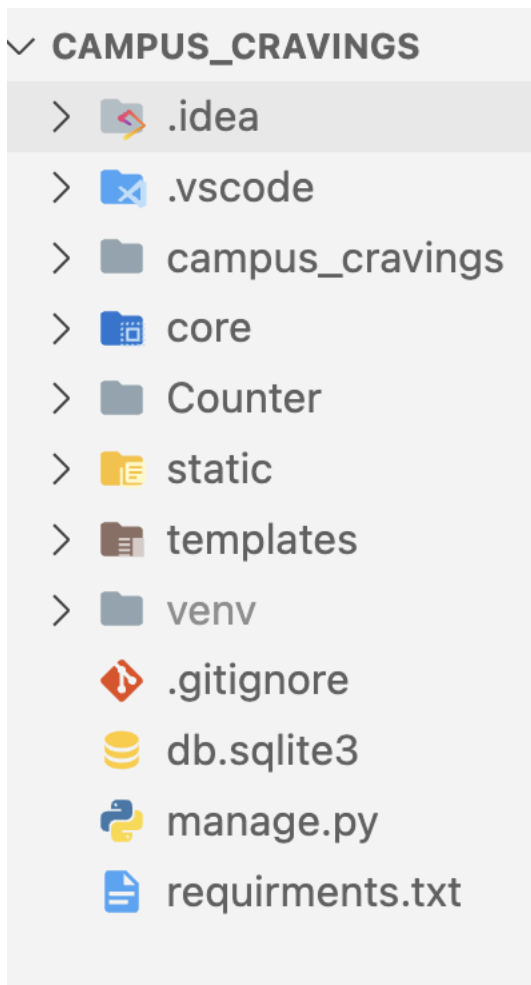 CAMPUS_CRAVINGS
.idea
.vscode
campus_cravings
core
Counter
static
templates
venv
.gitignore
db.sqlite3
manage.py
requirments.txt